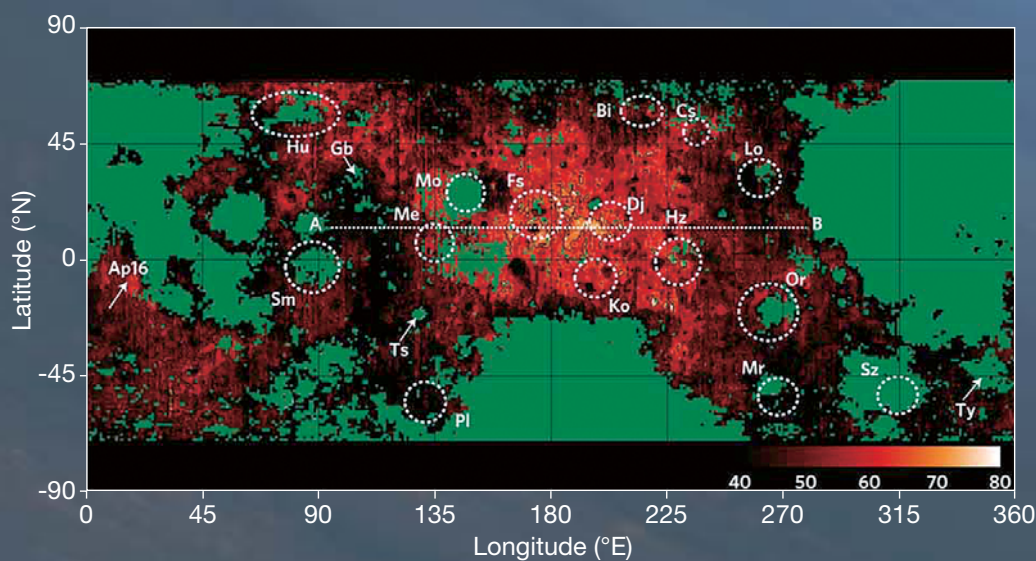 90
45
0
-45
-90
Latitude (°N)
Bi
Cs
Hu
Gb
Lo
Mo
Fs
Dj
Me
Hz
A
B
Ap16
Sm
Ko
Or
Ts
Mr
Sz
Pl
Ty
40 50 60 70 80
0 45 90 135 180 225 270 315 360
Longitude (°E)